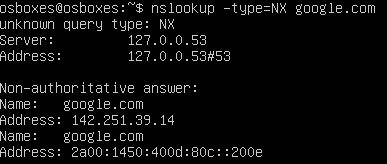 osboxes@osboxes:~$ nslookup -type=NX google.com
unknown query type: NX
Server:         127.0.0.53
Address:        127.0.0.53#53
Non-authoritative answer:
Name:   google.com
Address: 142.251.39.14
Name:   google.com
Address: 2a00:1450:400d:80c::200e